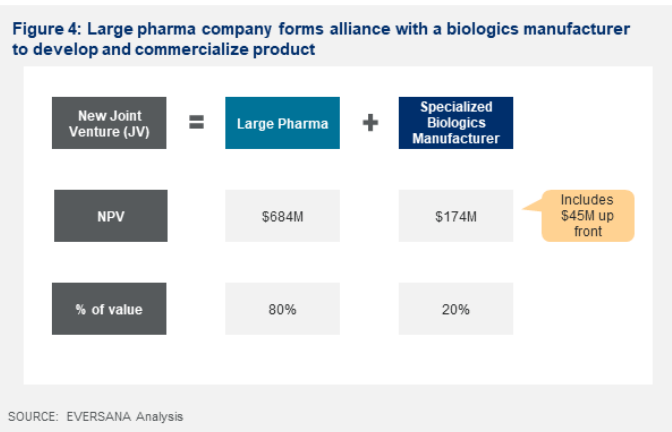 Figure 4: Large pharma company forms alliance with a biologics manufacturer
to develop and commercialize product
New Joint
Venture (JV)
=
Large Pharma
+
Specialized
Biologics
Manufacturer
NPV
$684M
$174M
Includes
$45M up
front
% of value
80%
20%
SOURCE: EVERSANA Analysis